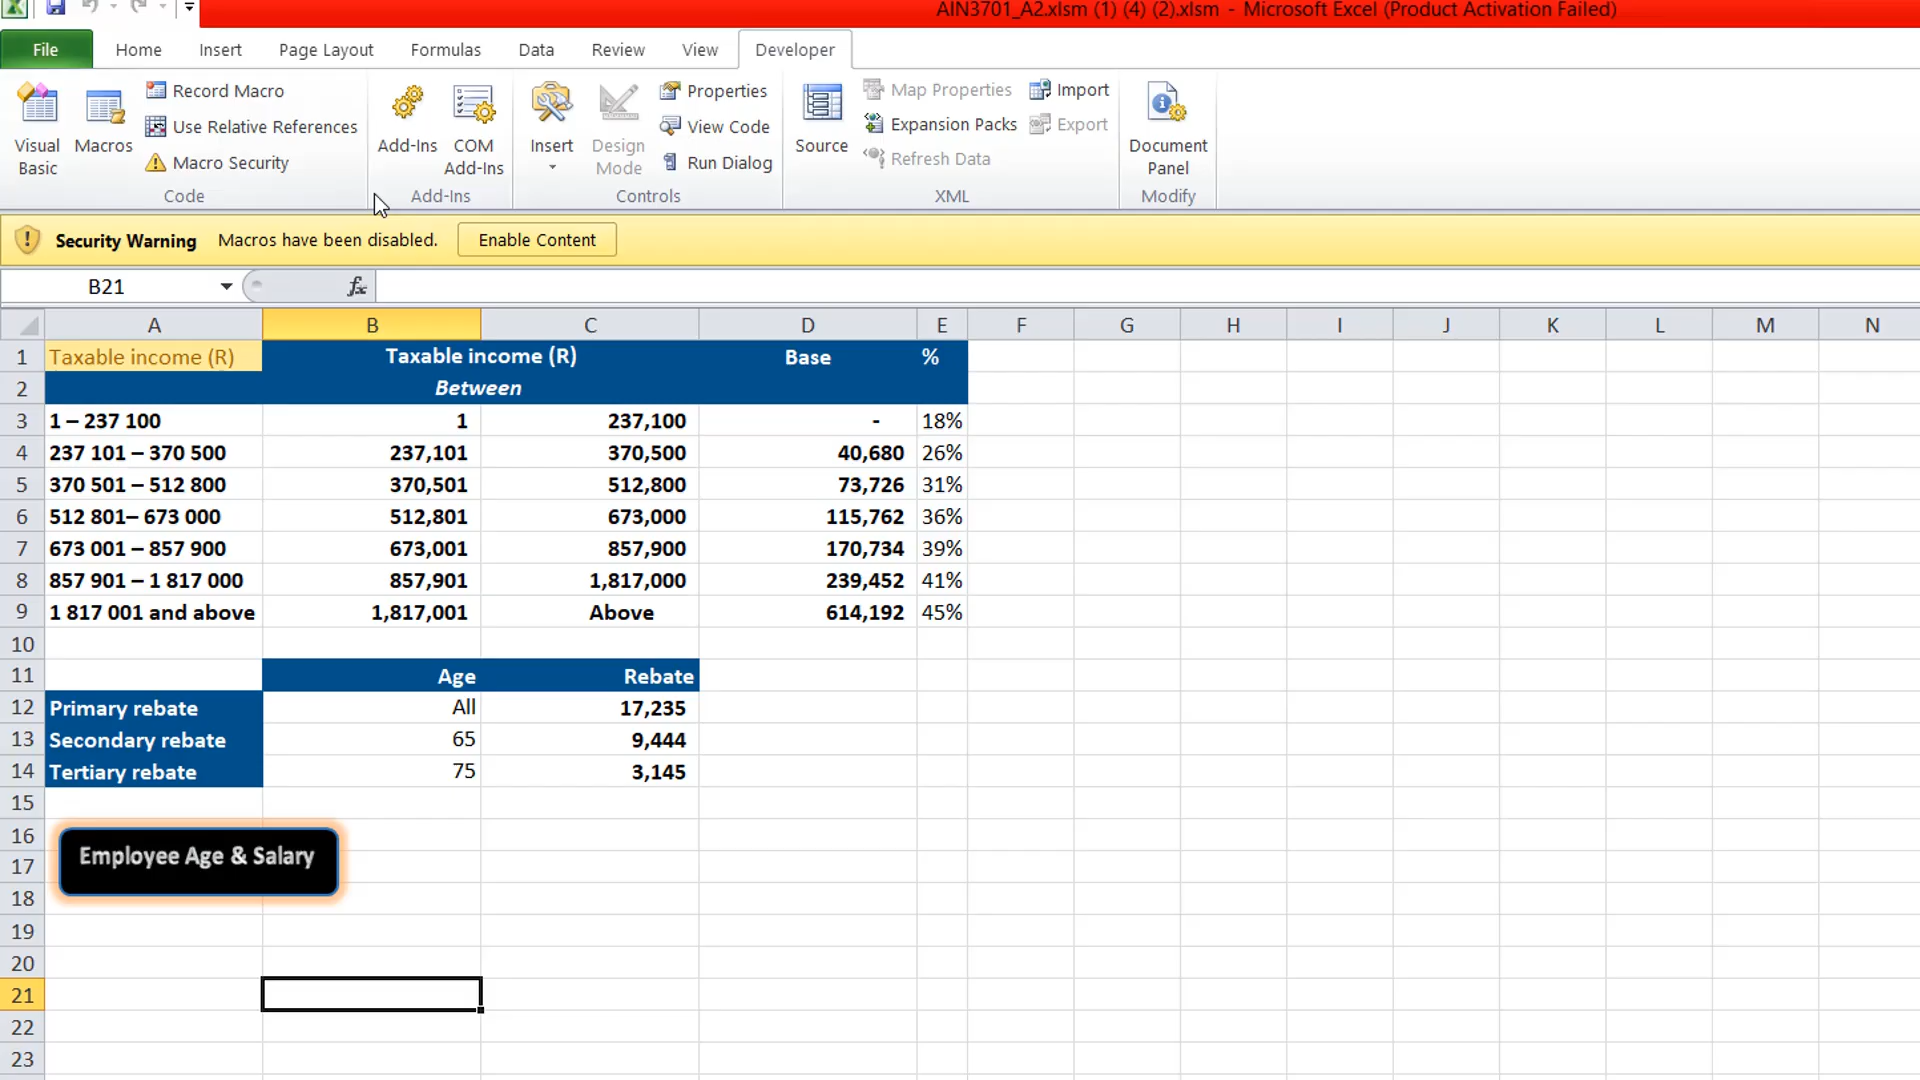 AIN3701_A2.xlsm (1) (4) (2).xlsm - Microsoft Excel (Product Activation Failed)
File Home Insert Page Layout Formulas Data Review View Developer
Visual Basic
Macros
Record Macro
Use Relative References
Macro Security
Code
Add-Ins
COM Add-Ins
Add-Ins
Insert
Design Mode
Properties
View Code
Run Dialog
Controls
Source
Map Properties
Expansion Packs
Refresh Data
Import
Export
XML
Document Panel
Modify
Security Warning Macros have been disabled. Enable Content
B21 fx
A B C D E F G H I J K L M N
1 Taxable income (R) Taxable income (R) Base %
2 Between
3 1 – 237 100 1 237,100 - 18%
4 237 101 – 370 500 237,101 370,500 40,680 26%
5 370 501 – 512 800 370,501 512,800 73,726 31%
6 512 801– 673 000 512,801 673,000 115,762 36%
7 673 001 – 857 900 673,001 857,900 170,734 39%
8 857 901 – 1 817 000 857,901 1,817,000 239,452 41%
9 1 817 001 and above 1,817,001 Above 614,192 45%
10
11 Age Rebate
12 Primary rebate All 17,235
13 Secondary rebate 65 9,444
14 Tertiary rebate 75 3,145
15
16
Employee Age & Salary
17
18
19
20
21
22
23